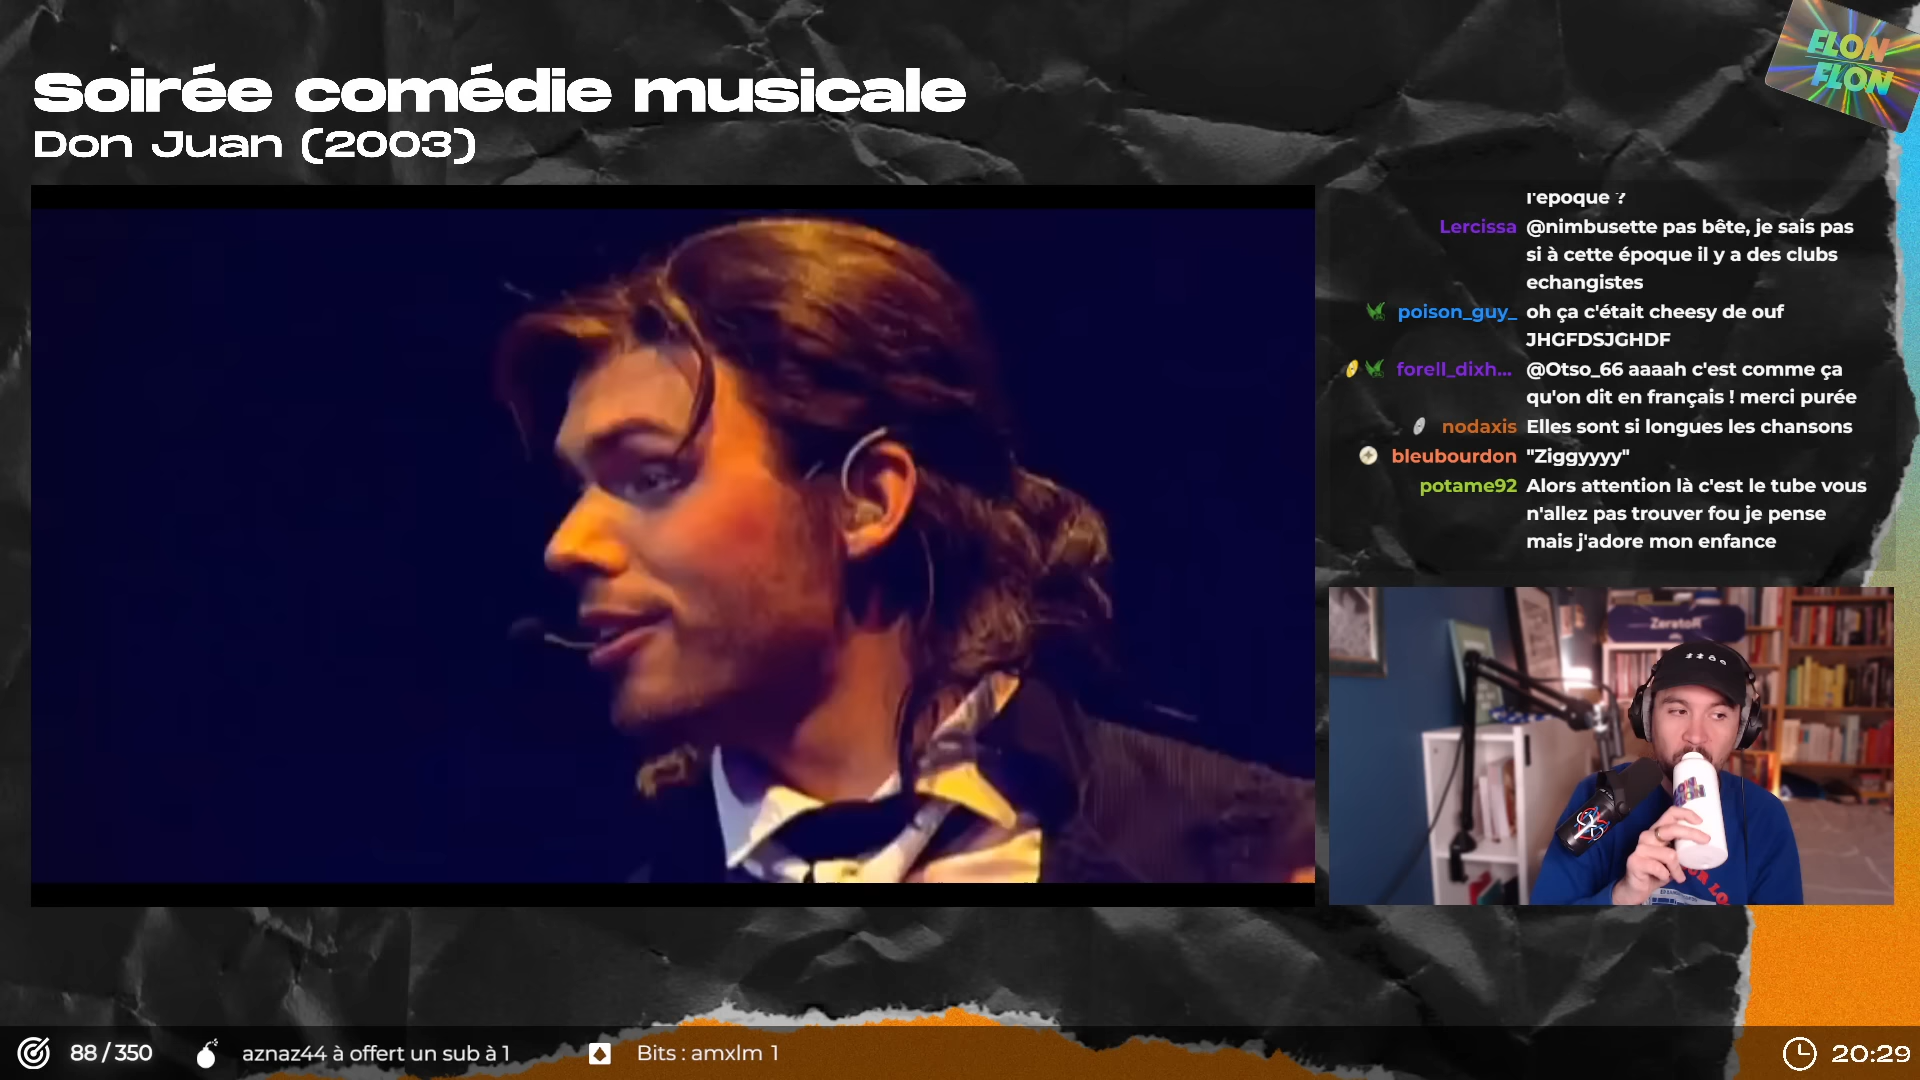 Soirée comédie musicale
Don Juan (2003)
FLON
FLON
l'epoque ?
Lercissa @nimbusette pas bête, je sais pas
si à cette époque il y a des clubs
echangistes
poison_guy_ oh ça c'était cheesy de ouf
JHGFDSJGHDF
forell_dixh... @Otso_66 aaaah c'est comme ça
qu'on dit en français ! merci purée
nodaxis Elles sont si longues les chansons
bleubourdon "Ziggyyyy"
potame92 Alors attention là c'est le tube vous
n'allez pas trouver fou je pense
mais j'adore mon enfance
ZeratoR
88 / 350
aznaz44 à offert un sub à 1
Bits : amxlm 1
20:29